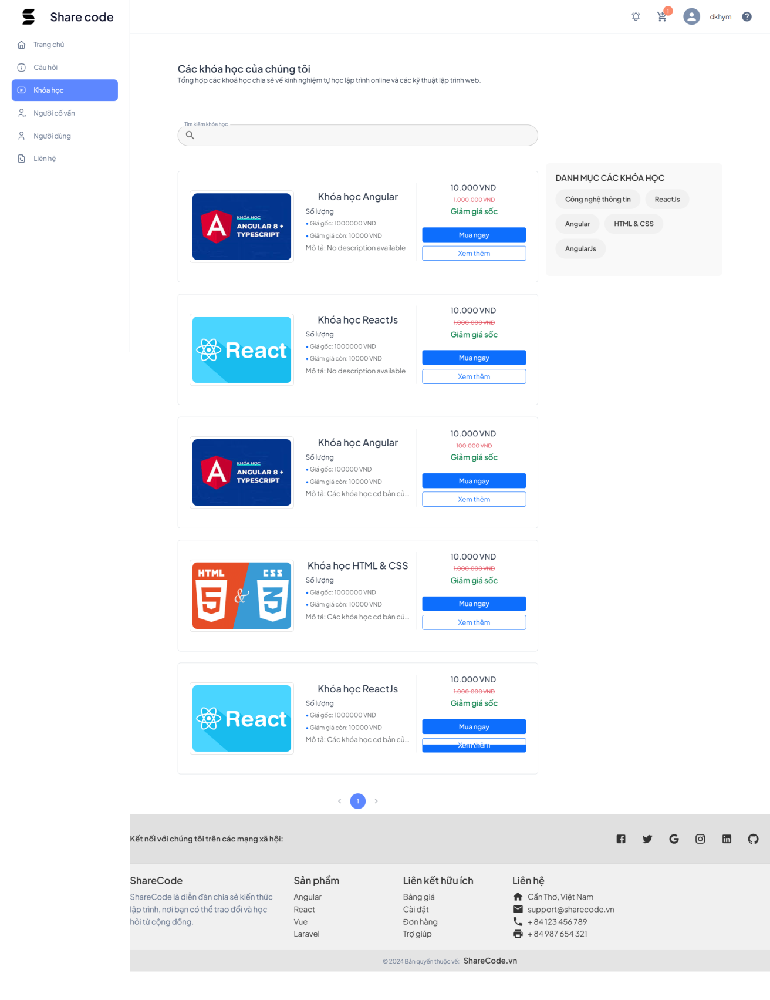 Share code
1
dkhym
Trang chủ
Câu hỏi
Khóa học
Người cố vấn
Người dùng
Liên hệ
Các khóa học của chúng tôi
Tổng hợp các khoá học chia sẻ về kinh nghiệm tự học lập trình online và các kỹ thuật lập trình web.
Tìm kiếm khóa học
KHÓA HỌC
ANGULAR 8 +
TYPESCRIPT
Khóa học Angular
Số lượng
• Giá gốc: 1000000 VND
• Giảm giá còn: 10000 VND
Mô tả: No description available
10.000 VND
1.000.000 VND
Giảm giá sốc
Mua ngay
Xem thêm
DANH MỤC CÁC KHÓA HỌC
Công nghệ thông tin
ReactJs
Angular
HTML & CSS
AngularJs
React
Khóa học ReactJs
Số lượng
• Giá gốc: 1000000 VND
• Giảm giá còn: 10000 VND
Mô tả: No description available
10.000 VND
1.000.000 VND
Giảm giá sốc
Mua ngay
Xem thêm
KHÓA HỌC
ANGULAR 8 +
TYPESCRIPT
Khóa học Angular
Số lượng
• Giá gốc: 100000 VND
• Giảm giá còn: 10000 VND
Mô tả: Các khóa học cơ bản củ...
10.000 VND
100.000 VND
Giảm giá sốc
Mua ngay
Xem thêm
HTML
CSS
5 & 3
Khóa học HTML & CSS
Số lượng
• Giá gốc: 1000000 VND
• Giảm giá còn: 10000 VND
Mô tả: Các khóa học cơ bản củ...
10.000 VND
1.000.000 VND
Giảm giá sốc
Mua ngay
Xem thêm
React
Khóa học ReactJs
Số lượng
• Giá gốc: 1000000 VND
• Giảm giá còn: 10000 VND
Mô tả: Các khóa học cơ bản củ...
10.000 VND
1.000.000 VND
Giảm giá sốc
Mua ngay
Xem thêm
1
Kết nối với chúng tôi trên các mạng xã hội:
ShareCode
ShareCode là diễn đàn chia sẻ kiến thức
lập trình, nơi bạn có thể trao đổi và học
hỏi từ cộng đồng.
Sản phẩm
Angular
React
Vue
Laravel
Liên kết hữu ích
Bảng giá
Cài đặt
Đơn hàng
Trợ giúp
Liên hệ
Cần Thơ, Việt Nam
support@sharecode.vn
+ 84 123 456 789
+ 84 987 654 321
© 2024 Bản quyền thuộc về: ShareCode.vn